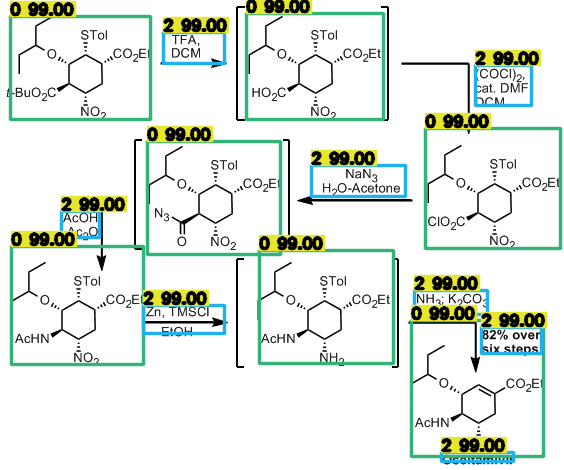 0 99.00
2 99.00
0 99.00
STol
TFA,
DCM
STol
2 99.00
O
CO₂Et
O
CO₂Et
(COCl)₂,
cat. DMF
DCM
t-BuO₂C
NO₂
HO₂C
NO₂
0 99.00
0 99.00
2 99.00
STol
NaN₃
H₂O-Acetone
STol
O
CO₂Et
O
CO₂Et
2 99.00
N₃
AcOH
Ac₂O
O
NO₂
ClO₂C
NO₂
0 99.00
0 99.00
STol
STol
2 99.00
2 99.00
NH₃; K₂CO₃
O
CO₂Et
Zn, TMSCl
EtOH
O
CO₂Et
0 99.00
2 99.00
82% over
six steps
AcHN
NO₂
AcHN
NH₂
O
CO₂Et
AcHN
2 99.00